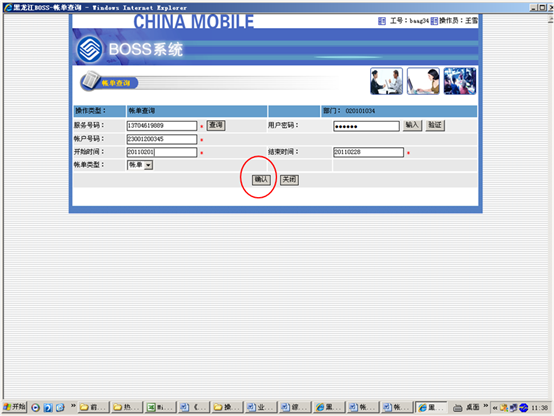 黑龙江BOSS-帐单查询 - Windows Internet Explorer
CHINA MOBILE
工号：baag34 操作员：王雪
BOSS系统
帐单查询
操作类型： 帐单查询 部门： 020101034
服务号码： 13704619889 * 查询 用户密码： ●●●●●● 输入 验证
帐户号码： 23001200345 *
开始时间： 20110201 * 结束时间： 20110228 *
帐单类型： 帐单
确认 关闭
开始 » 前... 热... Mi... 《... 操... 业... 综... 黑... 帐... 帐... 黑... 桌面 » « 11:38